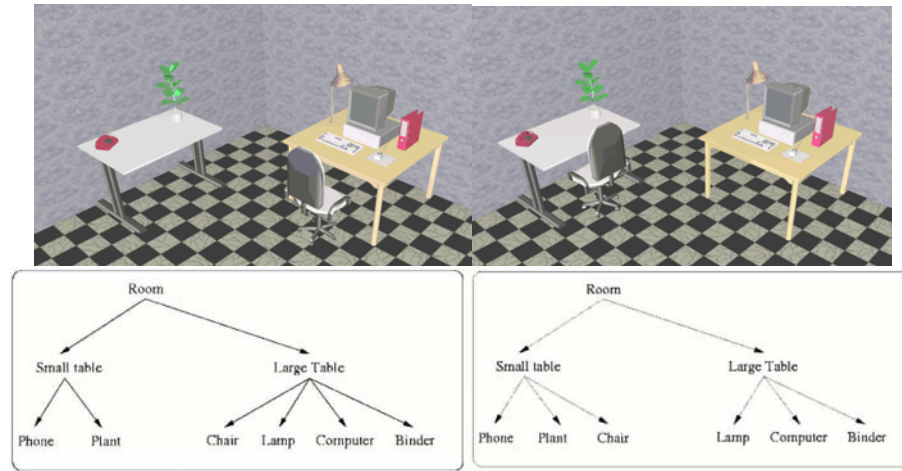 Room
Small table Large Table
Phone Plant Chair Lamp Computer Binder
Room
Small table Large Table
Phone Plant Chair Lamp Computer Binder